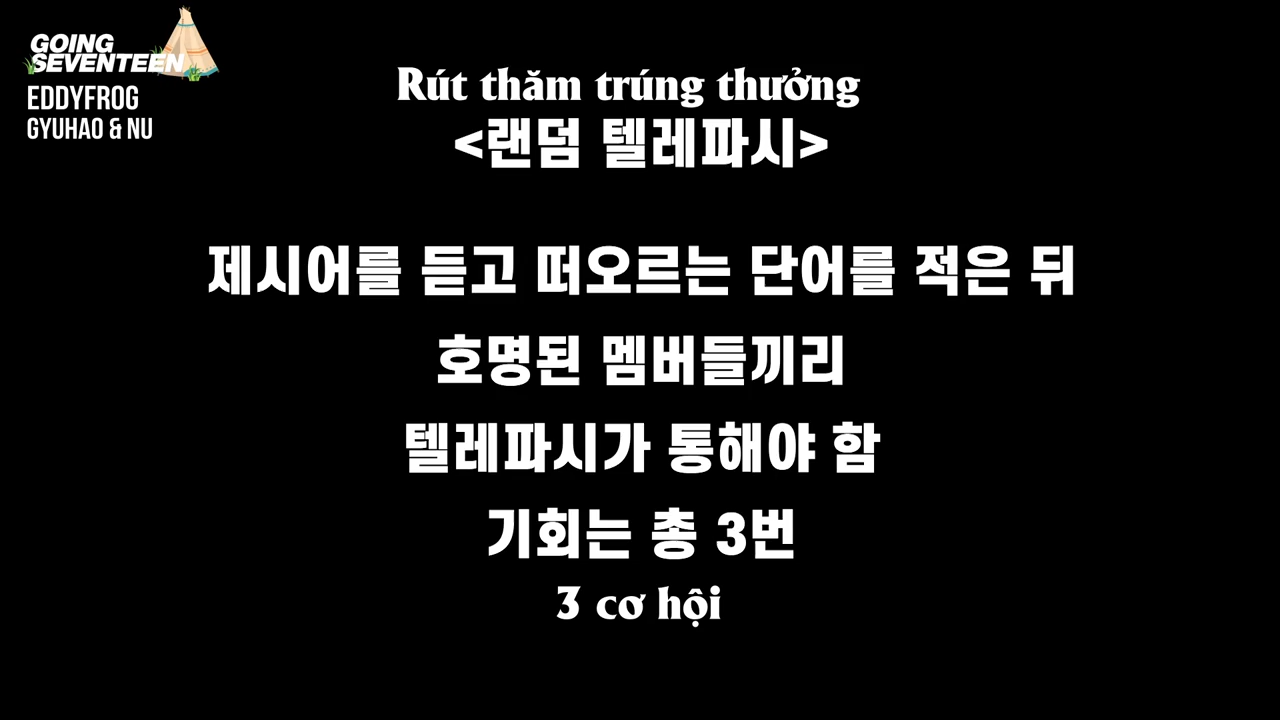 GOING
SEVENTEEN
EDDYFROG
GYUHAO & NU
Rút thăm trúng thưởng
<랜덤 텔레파시>
제시어를 듣고 떠오르는 단어를 적은 뒤
호명된 멤버들끼리
텔레파시가 통해야 함
기회는 총 3번
3 cơ hội